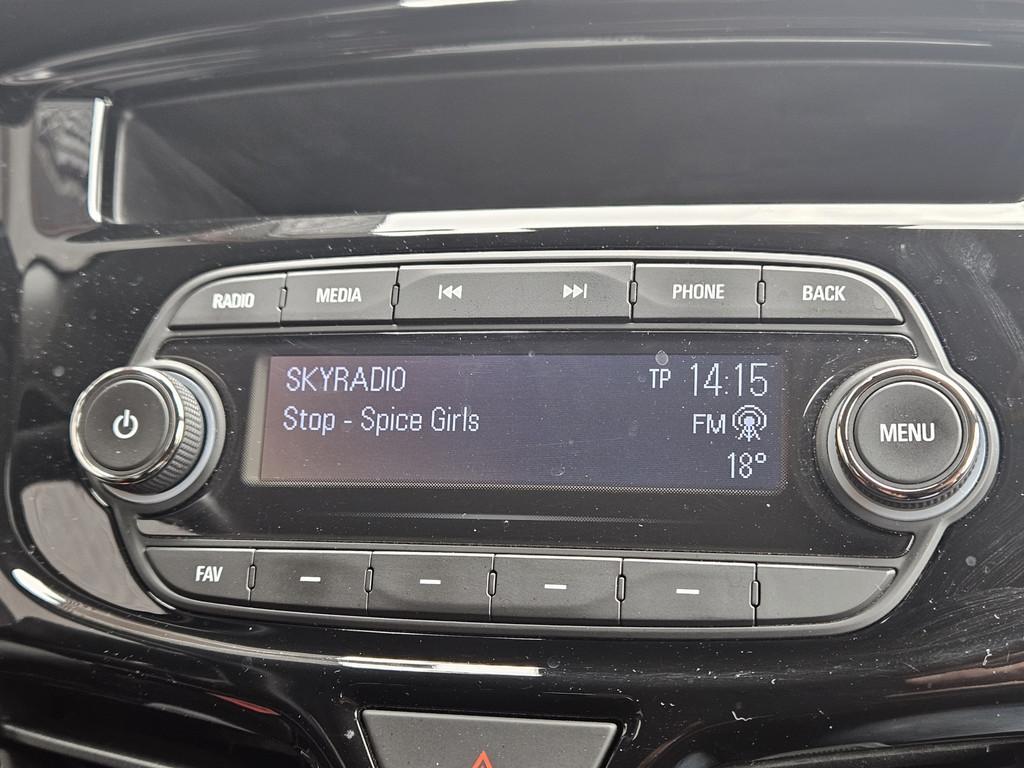 RADIO MEDIA PHONE BACK
SKYRADIO TP 14:15
Stop - Spice Girls FM
18°
MENU
FAV